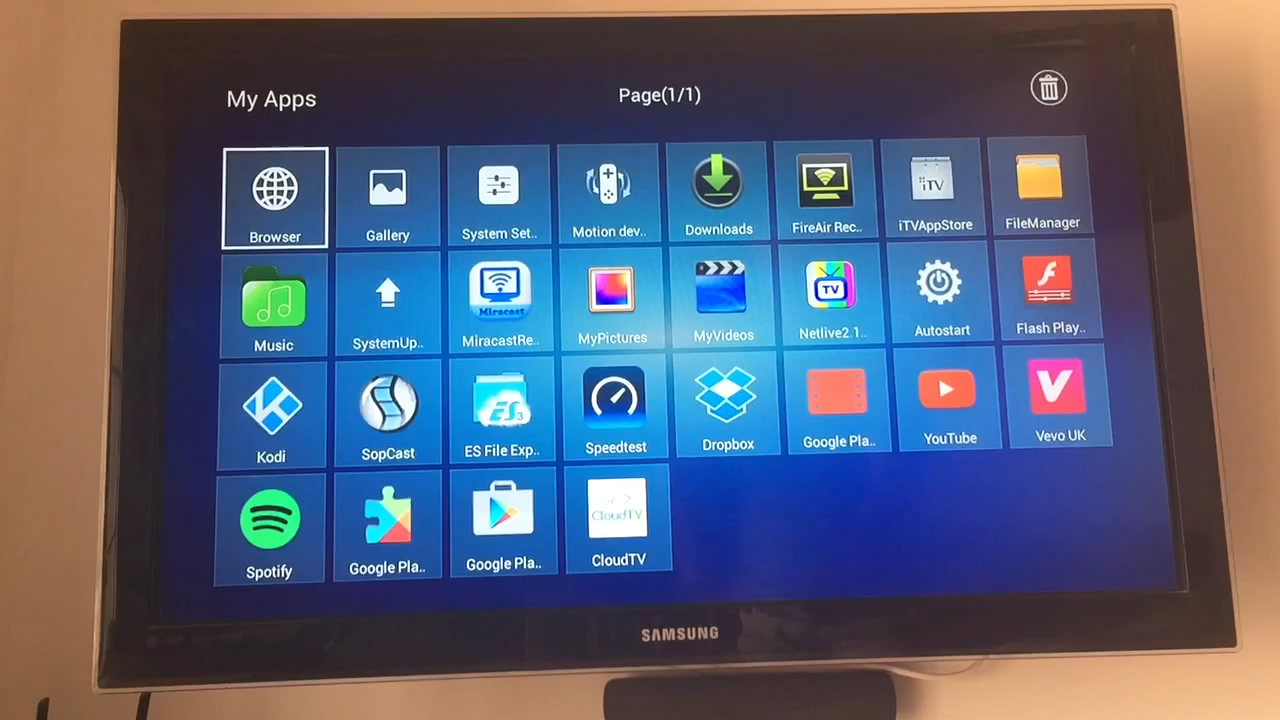 My Apps
Page(1/1)
Browser
Gallery
System Set..
Motion dev..
Downloads
FireAir Rec..
iTVAppStore
iTV
FileManager
Music
SystemUp..
Miracast
MiracastRe..
MyPictures
MyVideos
TV
Netlive2.1..
Autostart
Flash Play..
Kodi
SopCast
ES3
ES File Exp..
Speedtest
Dropbox
Google Pla..
YouTube
Vevo UK
Spotify
Google Pla..
Google Pla..
CloudTV
CloudTV
SAMSUNG